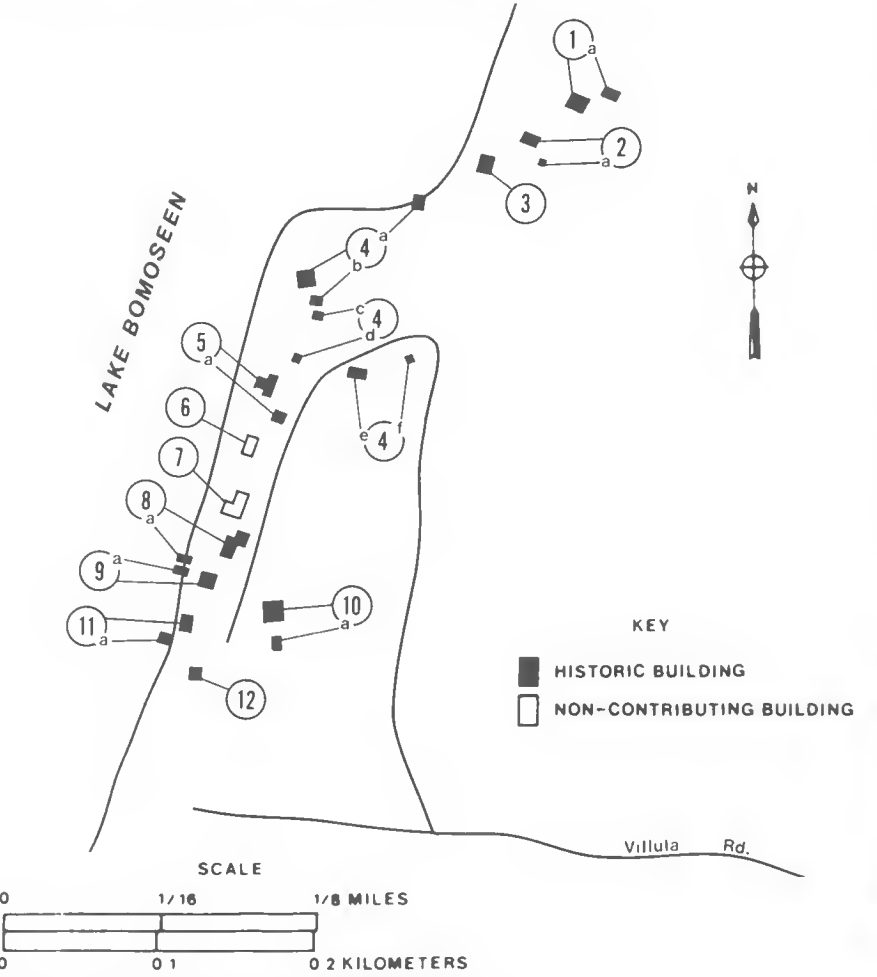 1
a
2
a
3
N
a
4
b
c
4
d
LAKE BOMOSEEN
5
a
6
e
4
f
7
8
a
a
9
10
a
11
a
12
KEY
HISTORIC BUILDING
NON-CONTRIBUTING BUILDING
Villula Rd.
SCALE
0 1/16 1/8 MILES
0 0 1 0 2 KILOMETERS